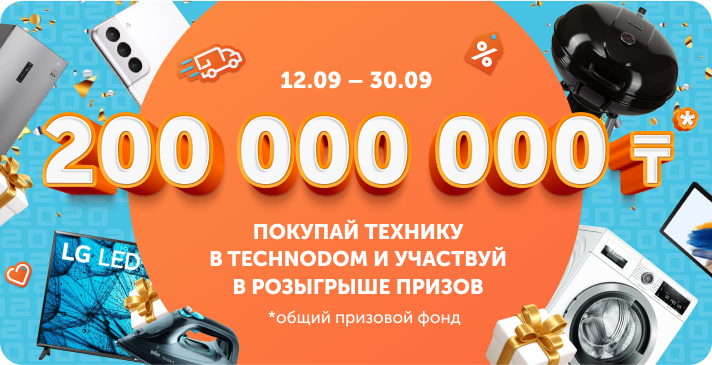 12.09 – 30.09
200 000 000 ₸*
ПОКУПАЙ ТЕХНИКУ
В TECHNODOM И УЧАСТВУЙ
В РОЗЫГРЫШЕ ПРИЗОВ
*общий призовой фонд
LG LED
%